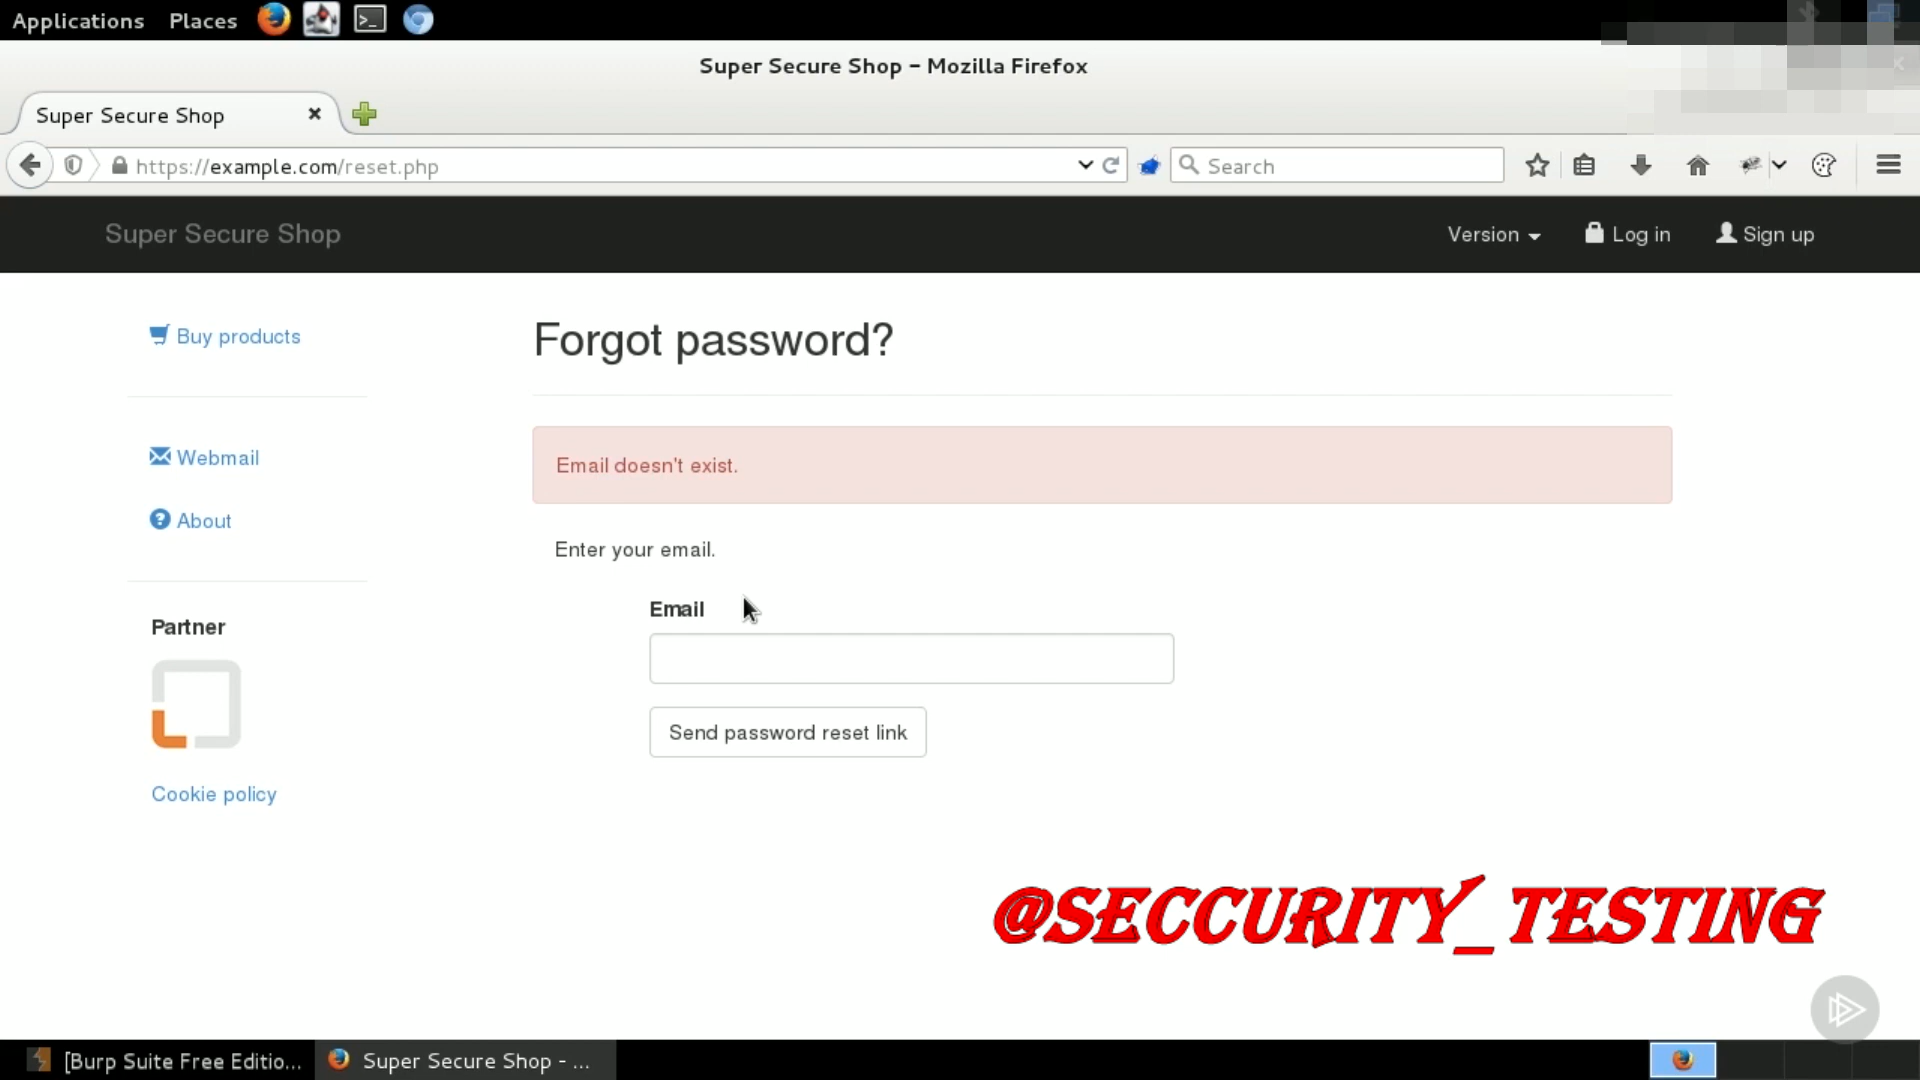 Applications Places
Super Secure Shop – Mozilla Firefox
Super Secure Shop
https://example.com/reset.php
Search
Super Secure Shop
Version
Log in
Sign up
Buy products
Webmail
About
Partner
Cookie policy
Forgot password?
Email doesn't exist.
Enter your email.
Email
Send password reset link
@SECCURITY_TESTING
[Burp Suite Free Editio...
Super Secure Shop - ...